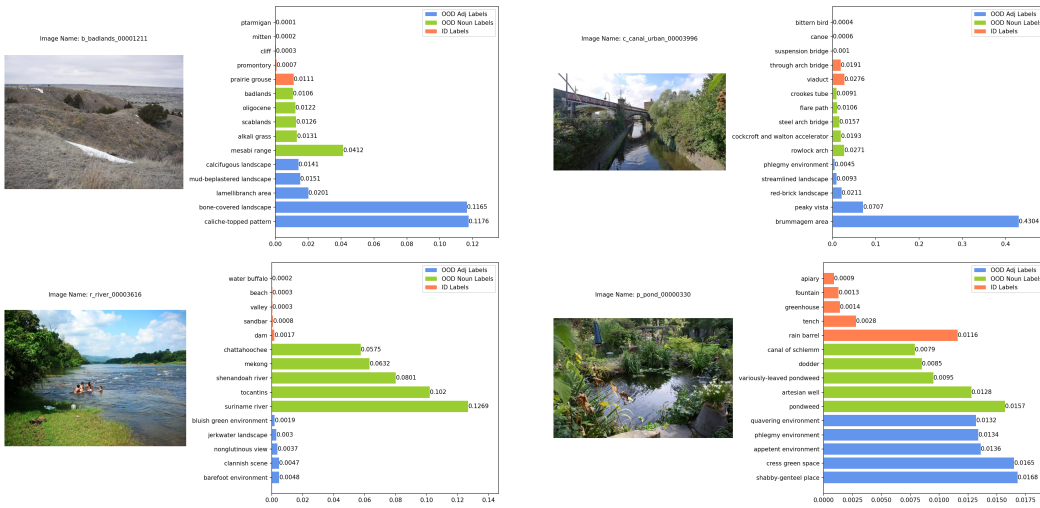 Image Name: b_badlands_00001211
OOD Adj Labels
OOD Noun Labels
ID Labels
ptarmigan 0.0001
mitten 0.0002
cliff 0.0003
promontory 0.0007
prairie grouse 0.0111
badlands 0.0106
oligocene 0.0122
scablands 0.0126
alkali grass 0.0131
mesabi range 0.0412
calcifugous landscape 0.0141
mud-beplastered landscape 0.0151
lamellibranch area 0.0201
bone-covered landscape 0.1165
caliche-topped pattern 0.1176
0.00 0.02 0.04 0.06 0.08 0.10 0.12
Image Name: c_canal_urban_00003996
OOD Adj Labels
OOD Noun Labels
ID Labels
bittern bird 0.0004
canoe 0.0006
suspension bridge 0.001
through arch bridge 0.0191
viaduct 0.0276
crookes tube 0.0091
flare path 0.0106
steel arch bridge 0.0157
cockcroft and walton accelerator 0.0193
rowlock arch 0.0271
phlegmy environment 0.0045
streamlined landscape 0.0093
red-brick landscape 0.0211
peaky vista 0.0707
brummagem area 0.4304
0.0 0.1 0.2 0.3 0.4
Image Name: r_river_00003616
OOD Adj Labels
OOD Noun Labels
ID Labels
water buffalo 0.0002
beach 0.0003
valley 0.0003
sandbar 0.0008
dam 0.0017
chattahoochee 0.0575
mekong 0.0632
shenandoah river 0.0801
tocantins 0.102
suriname river 0.1269
bluish green environment 0.0019
jerkwater landscape 0.003
nonglutinous view 0.0037
clannish scene 0.0047
barefoot environment 0.0048
0.00 0.02 0.04 0.06 0.08 0.10 0.12 0.14
Image Name: p_pond_00000330
OOD Adj Labels
OOD Noun Labels
ID Labels
apiary 0.0009
fountain 0.0013
greenhouse 0.0014
tench 0.0028
rain barrel 0.0116
canal of schlemm 0.0079
dodder 0.0085
variously-leaved pondweed 0.0095
artesian well 0.0128
pondweed 0.0157
quavering environment 0.0132
phlegmy environment 0.0134
appetent environment 0.0136
cress green space 0.0165
shabby-genteel place 0.0168
0.0000 0.0025 0.0050 0.0075 0.0100 0.0125 0.0150 0.0175